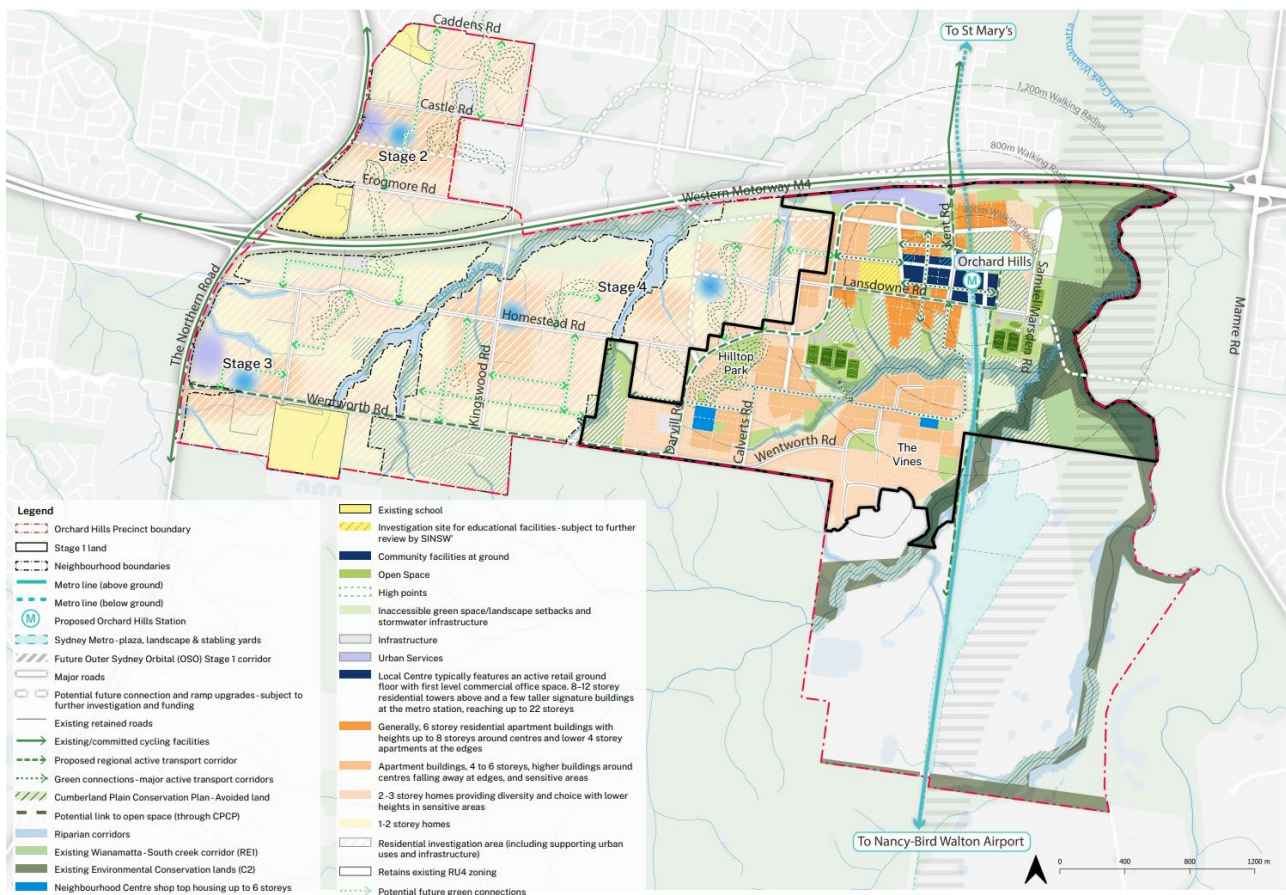 Caddens Rd
To St Mary's
South Creek Wianamatta
1,200m Walking Radius
Castle Rd
Stage 2
800m Walking Radius
Frogmore Rd
Western Motorway M4
Kent Rd
400m Walking Radius
Orchard Hills
M
Lansdowne Rd
Samuel Marsden Rd
Mamre Rd
The Northern Road
Stage 4
Homestead Rd
Hilltop
Park
Stage 3
Kingswood Rd
Wentworth Rd
Darvill Rd
Calverts Rd
Wentworth Rd
The
Vines
To Nancy-Bird Walton Airport
0 400 800 1200 m
Legend
Orchard Hills Precinct boundary
Stage 1 land
Neighbourhood boundaries
Metro line (above ground)
Metro line (below ground)
M Proposed Orchard Hills Station
Sydney Metro - plaza, landscape & stabling yards
Future Outer Sydney Orbital (OSO) Stage 1 corridor
Major roads
Potential future connection and ramp upgrades - subject to
further investigation and funding
Existing retained roads
Existing/committed cycling facilities
Proposed regional active transport corridor
Green connections - major active transport corridors
Cumberland Plain Conservation Plan - Avoided land
Potential link to open space (through CPCP)
Riparian corridors
Existing Wianamatta - South creek corridor (RE1)
Existing Environmental Conservation lands (C2)
Neighbourhood Centre shop top housing up to 6 storeys
Existing school
Investigation site for educational facilities - subject to further
review by SINSW'
Community facilities at ground
Open Space
High points
Inaccessible green space/landscape setbacks and
stormwater infrastructure
Infrastructure
Urban Services
Local Centre typically features an active retail ground
floor with first level commercial office space. 8–12 storey
residential towers above and a few taller signature buildings
at the metro station, reaching up to 22 storeys
Generally, 6 storey residential apartment buildings with
heights up to 8 storeys around centres and lower 4 storey
apartments at the edges
Apartment buildings, 4 to 6 storeys, higher buildings around
centres falling away at edges, and sensitive areas
2 -3 storey homes providing diversity and choice with lower
heights in sensitive areas
1-2 storey homes
Residential investigation area (including supporting urban
uses and infrastructure)
Retains existing RU4 zoning
Potential future green connections